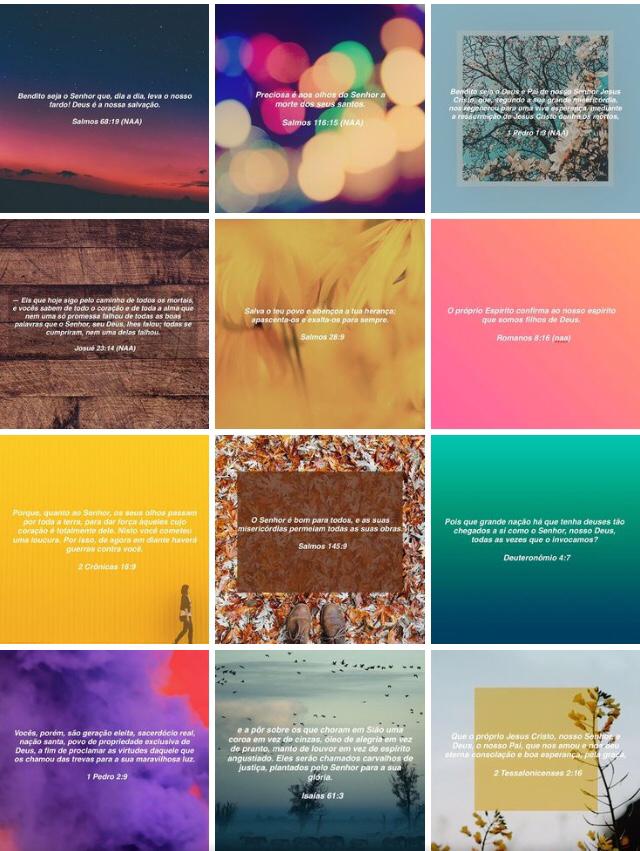 Bendito seja o Senhor que, dia a dia, leva o nosso
fardo! Deus é a nossa salvação.
Salmos 68:19 (NAA)
Preciosa é aos olhos do Senhor a
morte dos seus santos.
Salmos 116:15 (NAA)
Bendito seja o Deus e Pai de nosso Senhor Jesus
Cristo, que, segundo a sua grande misericórdia,
nos regenerou para uma viva esperança, mediante
a ressurreição de Jesus Cristo dentre os mortos,
1 Pedro 1:3 (NAA)
— Eis que hoje sigo pelo caminho de todos os mortais,
e vocês sabem de todo o coração e de toda a alma que
nem uma só promessa falhou de todas as boas
palavras que o Senhor, seu Deus, lhes falou; todas se
cumpriram, nem uma delas falhou.
Josué 23:14 (NAA)
Salva o teu povo e abençoa a tua herança;
apascenta-os e exalta-os para sempre.
Salmos 28:9
O próprio Espírito confirma ao nosso espírito
que somos filhos de Deus.
Romanos 8:16 (naa)
Porque, quanto ao Senhor, os seus olhos passam
por toda a terra, para dar força àqueles cujo
coração é totalmente dele. Nisto você cometeu
uma loucura. Por isso, de agora em diante haverá
guerras contra você.
2 Crônicas 16:9
O Senhor é bom para todos, e as suas
misericórdias permeiam todas as suas obras.
Salmos 145:9
Pois que grande nação há que tenha deuses tão
chegados a si como o Senhor, nosso Deus,
todas as vezes que o invocamos?
Deuteronômio 4:7
Vocês, porém, são geração eleita, sacerdócio real,
nação santa, povo de propriedade exclusiva de
Deus, a fim de proclamar as virtudes daquele que
os chamou das trevas para a sua maravilhosa luz.
1 Pedro 2:9
e a pôr sobre os que choram em Sião uma
coroa em vez de cinzas, óleo de alegria em vez
de pranto, manto de louvor em vez de espírito
angustiado. Eles serão chamados carvalhos de
justiça, plantados pelo Senhor para a sua
glória.
Isaías 61:3
Que o próprio Jesus Cristo, nosso Senhor, e
Deus, o nosso Pai, que nos amou e nos deu
eterna consolação e boa esperança, pela graça,
2 Tessalonicenses 2:16